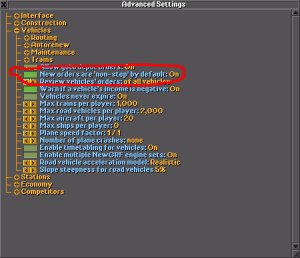 Advanced Settings
Interface
Construction
Vehicles
Routing
Autorenew
Maintenance
Trains
orders: On
New orders are 'non-stop' by default: On
Review vehicles' orders: of all vehicles
Warn if a vehicle's income is negative: On
Vehicles never expire: On
Max trains per player: 1,000
Max road vehicles per player: 2,000
Max aircraft per player: 20
Max ships per player: 0
Plane speed factor: 1 / 1
Number of plane crashes: none
Enable timetabling for vehicles: On
Enable multiple NewGRF engine sets: On
Road vehicle acceleration model: Realistic
Slope steepness for road vehicles 5%
Stations
Economy
Competitors